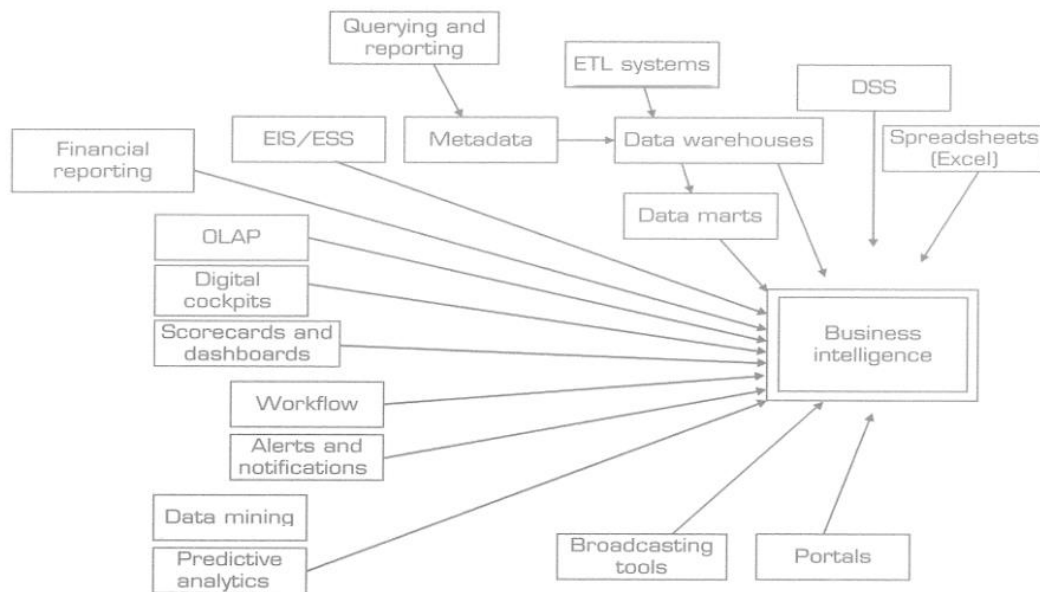 Querying and
reporting
ETL systems
DSS
Financial
reporting
EIS/ESS
Metadata
Data warehouses
Spreadsheets
(Excel)
Data marts
OLAP
Digital
cockpits
Scorecards and
dashboards
Business
intelligence
Workflow
Alerts and
notifications
Data mining
Predictive
analytics
Broadcasting
tools
Portals